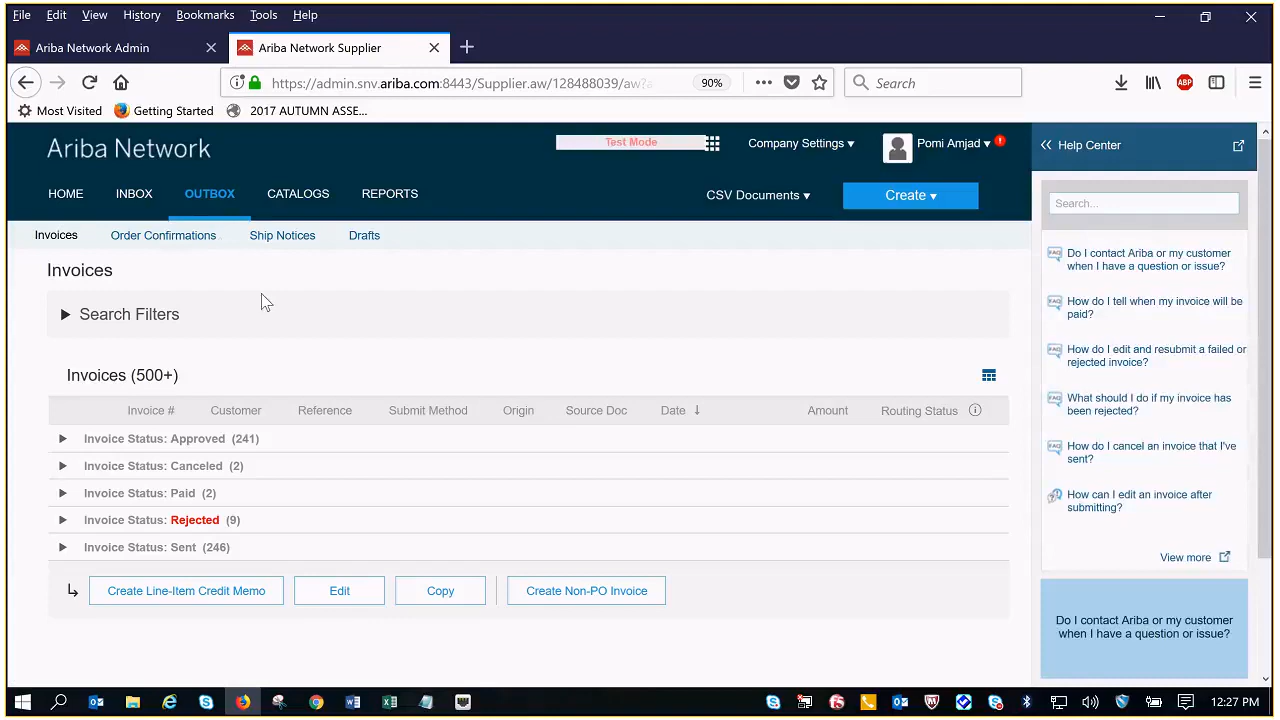 File Edit View History Bookmarks Tools Help
Ariba Network Admin
Ariba Network Supplier
https://admin.snv.ariba.com:8443/Supplier.aw/128488039/aw?
90%
Search
Most Visited
Getting Started
2017 AUTUMN ASSE...
ABP
Ariba Network
Test Mode
Company Settings
Pomi Amjad
Help Center
HOME INBOX OUTBOX CATALOGS REPORTS
CSV Documents
Create
Search...
Invoices Order Confirmations Ship Notices Drafts
Invoices
Search Filters
Invoices (500+)
Invoice # Customer Reference Submit Method Origin Source Doc Date Amount Routing Status
Invoice Status: Approved (241)
Invoice Status: Canceled (2)
Invoice Status: Paid (2)
Invoice Status: Rejected (9)
Invoice Status: Sent (246)
Create Line-Item Credit Memo
Edit
Copy
Create Non-PO Invoice
FAQ Do I contact Ariba or my customer
when I have a question or issue?
FAQ How do I tell when my invoice will be
paid?
FAQ How do I edit and resubmit a failed or
rejected invoice?
FAQ What should I do if my invoice has
been rejected?
FAQ How do I cancel an invoice that I've
sent?
How can I edit an invoice after
submitting?
View more
Do I contact Ariba or my customer
when I have a question or issue?
12:27 PM